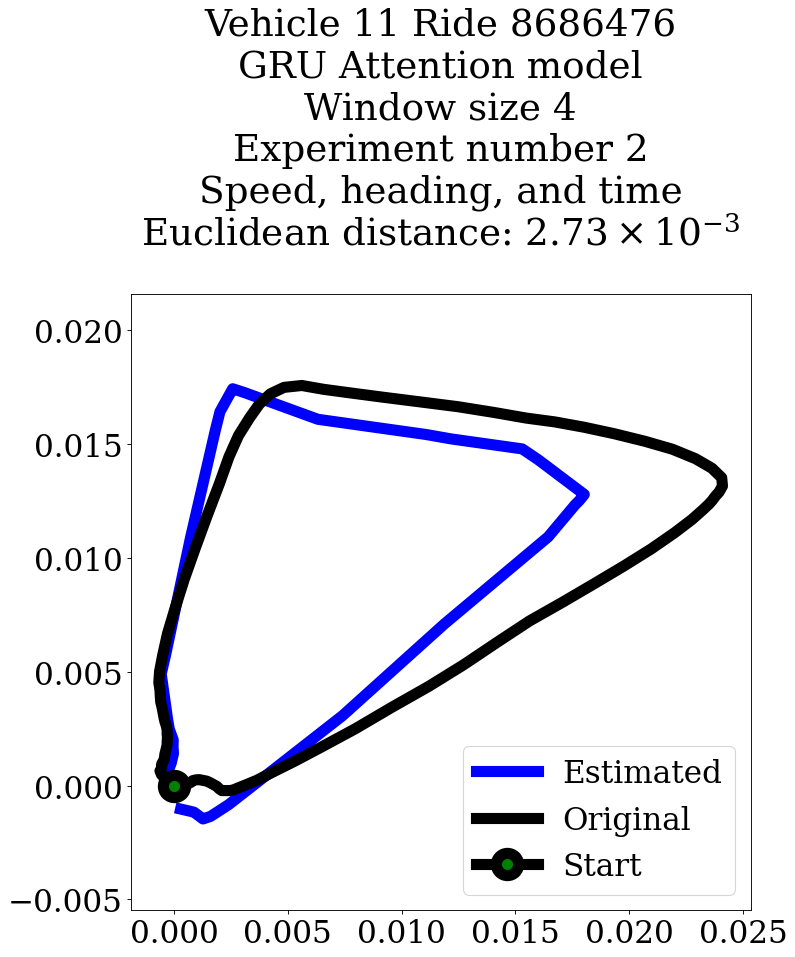 Vehicle 11 Ride 8686476
GRU Attention model
Window size 4
Experiment number 2
Speed, heading, and time
Euclidean distance: 2.73 × 10⁻³
0.020
0.015
0.010
0.005
0.000
−0.005
0.000 0.005 0.010 0.015 0.020 0.025
Estimated
Original
Start